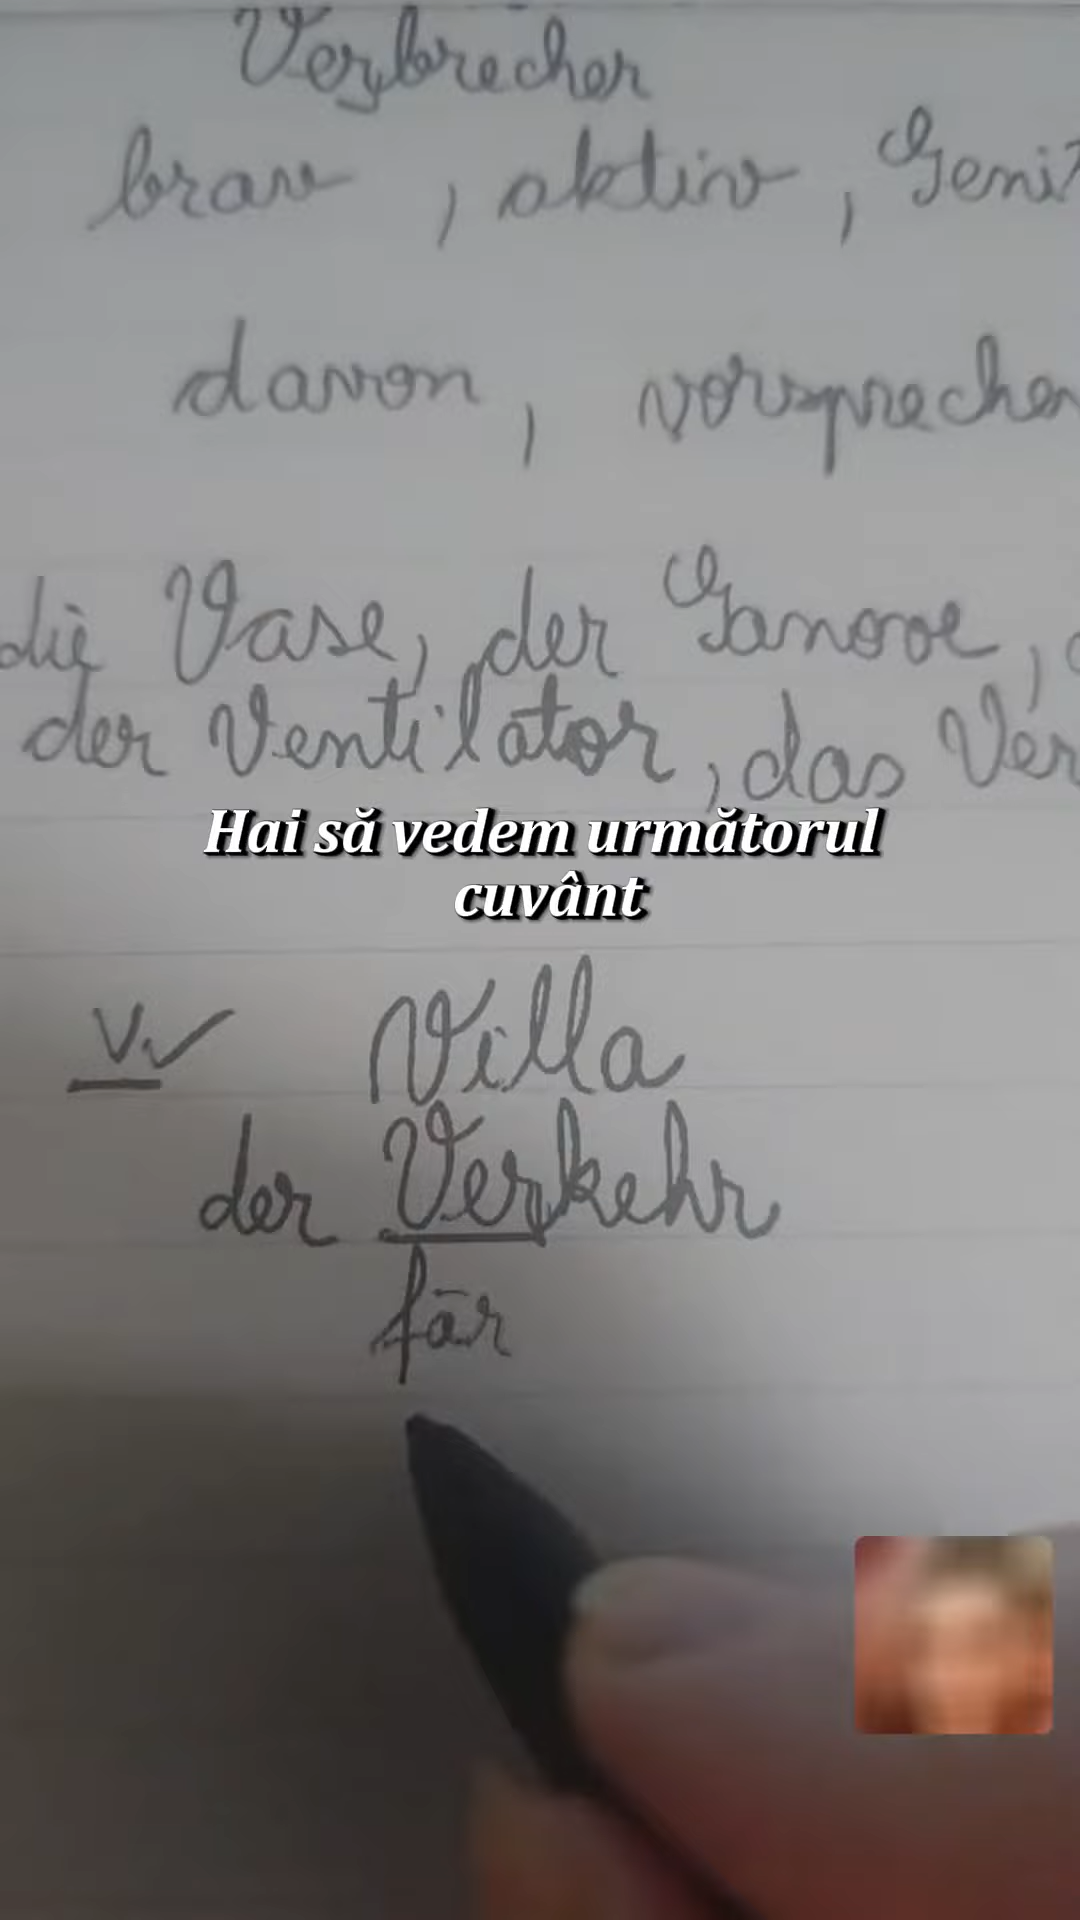 Verbrecher
brav, aktiv, Genit
davon, vorsprechen
die Vase, der Ganove,
der Ventilator, das Ver
Hai să vedem următorul
cuvânt
V. Villa
der Verkehr
făr